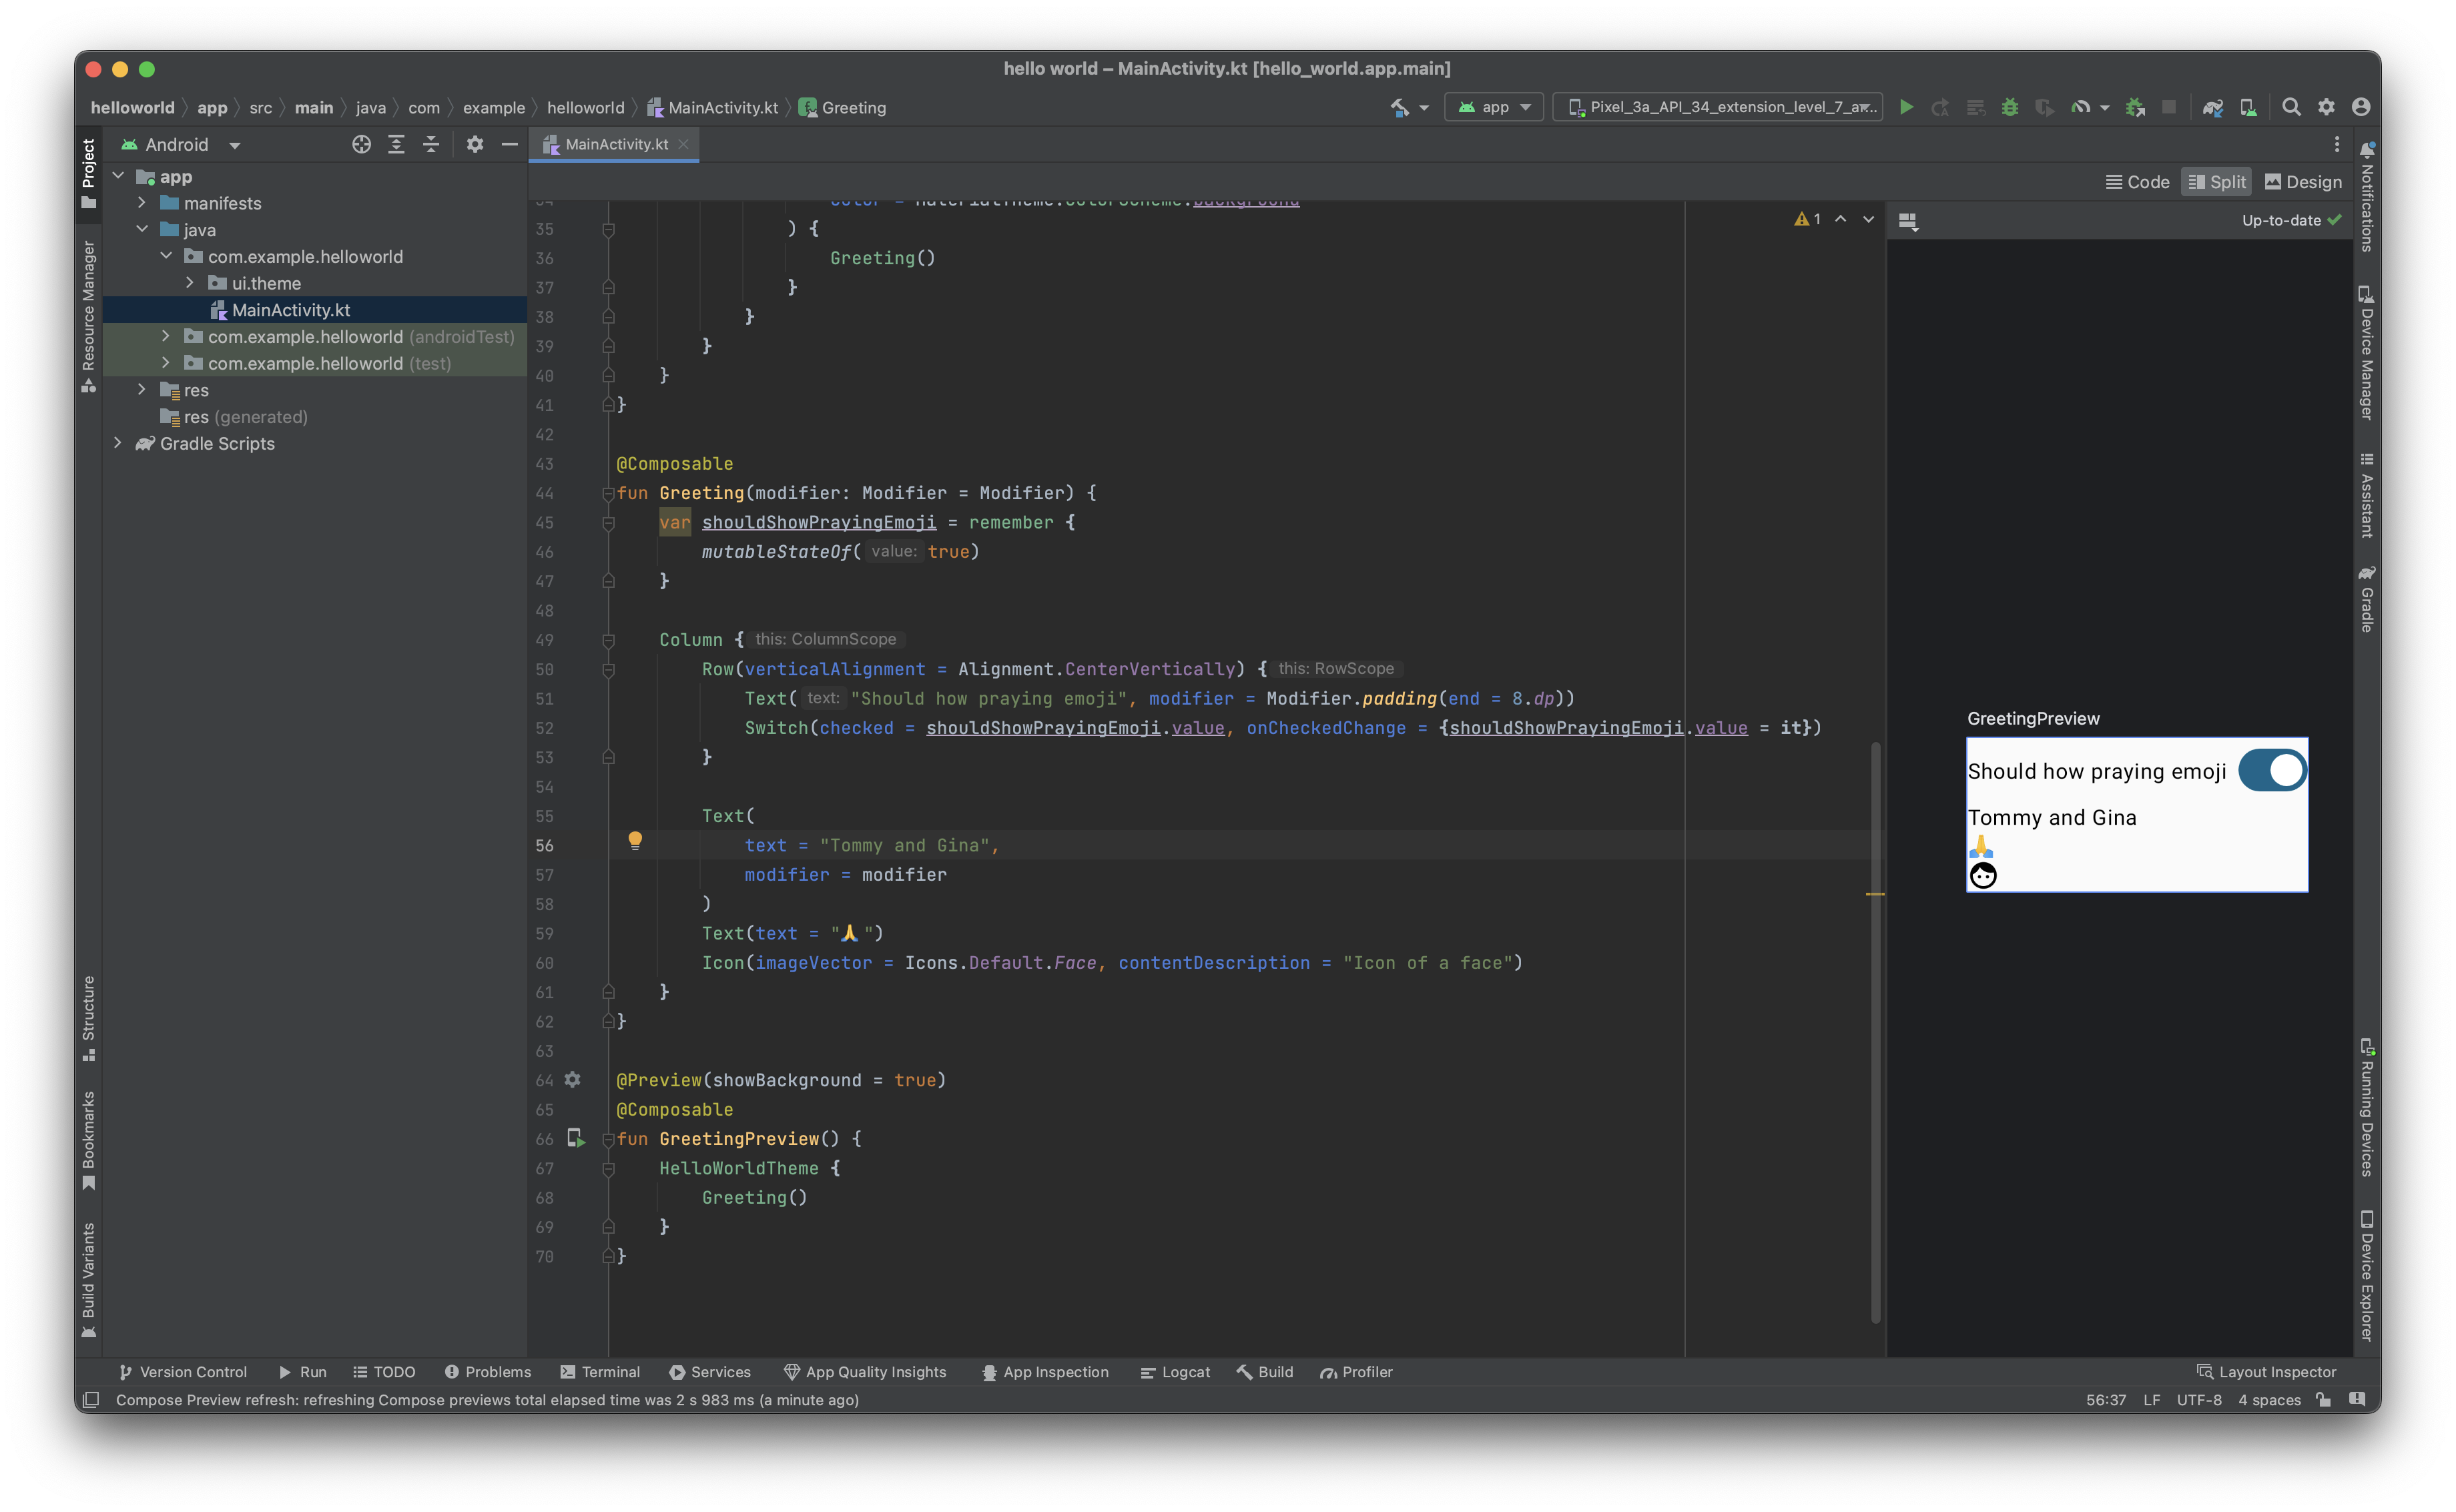 hello world – MainActivity.kt [hello_world.app.main]
helloworld app src main java com example helloworld MainActivity.kt Greeting
app Pixel_3a_API_34_extension_level_7_a...
Project
Resource Manager
Structure
Bookmarks
Build Variants
Android
app
manifests
java
com.example.helloworld
ui.theme
MainActivity.kt
com.example.helloworld (androidTest)
com.example.helloworld (test)
res
res (generated)
Gradle Scripts
MainActivity.kt
Code Split Design
1
Up-to-date
35 ) {
36 Greeting()
37 }
38 }
39 }
40 }
41 }
42
43 @Composable
44 fun Greeting(modifier: Modifier = Modifier) {
45 var shouldShowPrayingEmoji = remember {
46 mutableStateOf( value: true)
47 }
48
49 Column { this: ColumnScope
50 Row(verticalAlignment = Alignment.CenterVertically) { this: RowScope
51 Text( text: "Should how praying emoji", modifier = Modifier.padding(end = 8.dp))
52 Switch(checked = shouldShowPrayingEmoji.value, onCheckedChange = {shouldShowPrayingEmoji.value = it})
53 }
54
55 Text(
56 text = "Tommy and Gina",
57 modifier = modifier
58 )
59 Text(text = "🙏")
60 Icon(imageVector = Icons.Default.Face, contentDescription = "Icon of a face")
61 }
62 }
63
64 @Preview(showBackground = true)
65 @Composable
66 fun GreetingPreview() {
67 HelloWorldTheme {
68 Greeting()
69 }
70 }
GreetingPreview
Should how praying emoji
Tommy and Gina
🙏
Notifications
Device Manager
Assistant
Gradle
Running Devices
Device Explorer
Version Control Run TODO Problems Terminal Services App Quality Insights App Inspection Logcat Build Profiler Layout Inspector
Compose Preview refresh: refreshing Compose previews total elapsed time was 2 s 983 ms (a minute ago) 56:37 LF UTF-8 4 spaces